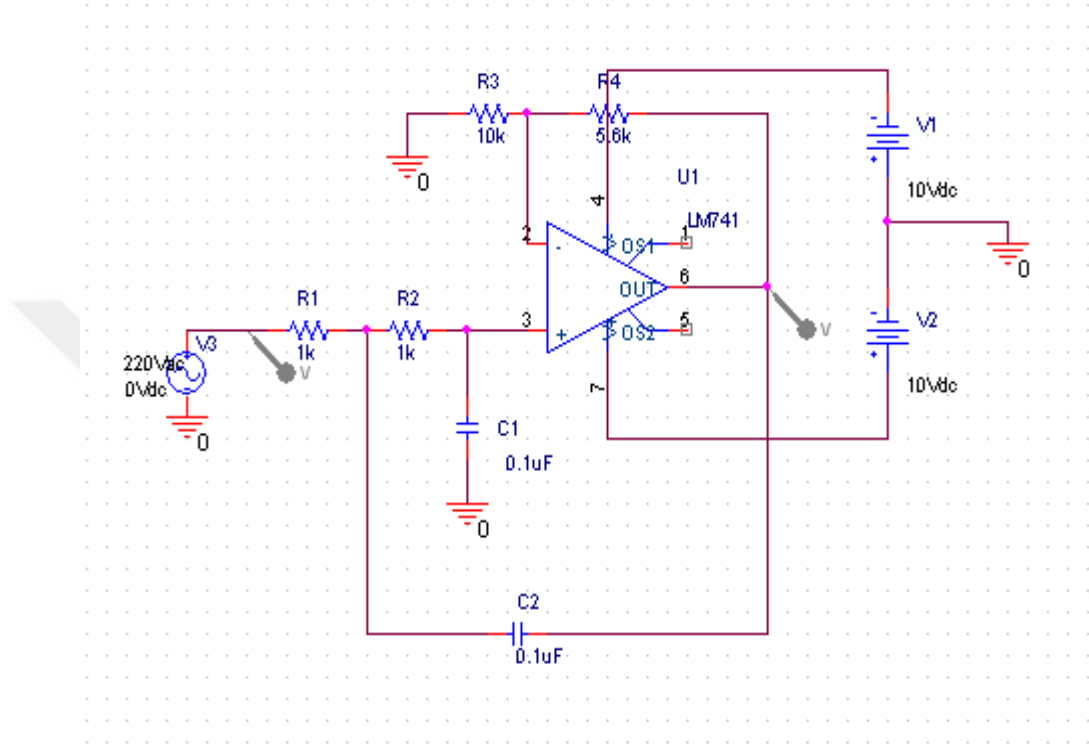 R3
R4
V1
10k
5.6k
0
U1
10Vdc
4
LM741
2
-
OS1
1
0
OUT
6
R1
R2
V2
3
+
OS2
5
V
V3
1k
1k
V
220Vac
0Vdc
10Vdc
7
0
C1
0.1uF
0
C2
0.1uF